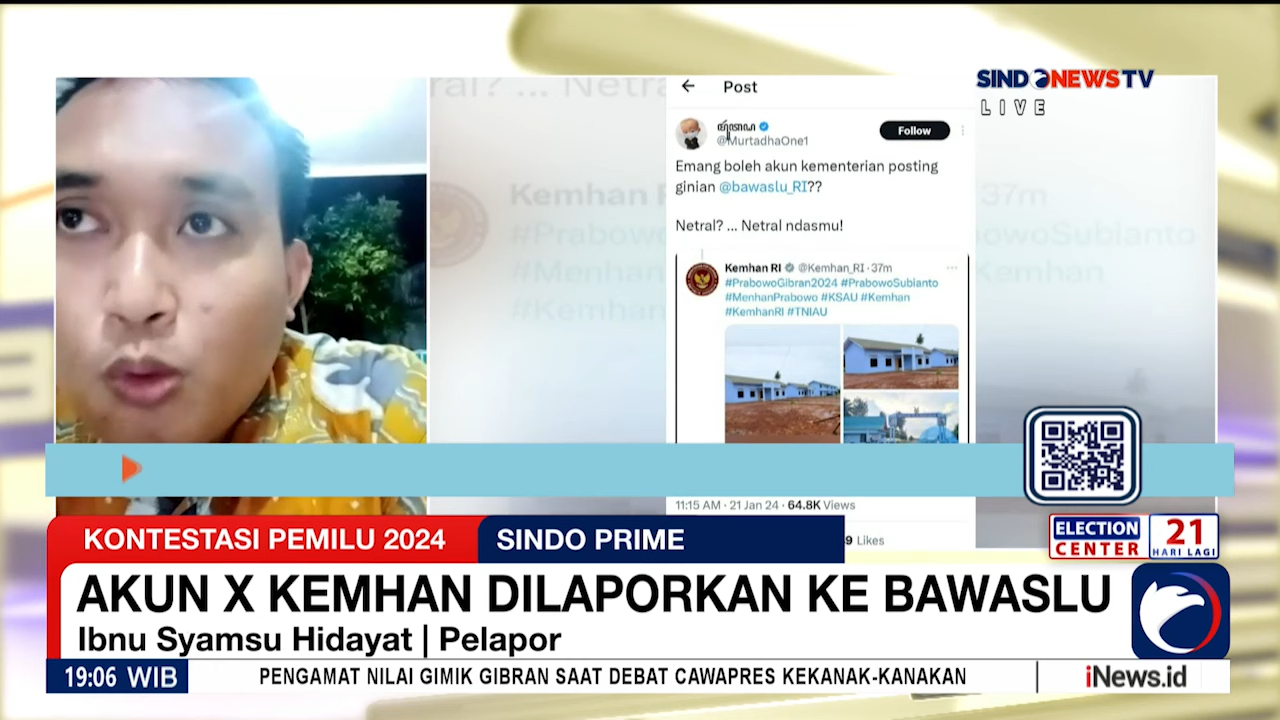 SINDONEWS TV
LIVE
Post
@MurtadhaOne1
Follow
Emang boleh akun kementerian posting
ginian @bawaslu_RI??
Netral? ... Netral ndasmu!
Kemhan RI @Kemhan_RI · 37m
#PrabowoGibran2024 #PrabowoSubianto
#MenhanPrabowo #KSAU #Kemhan
#KemhanRI #TNIAU
11:15 AM · 21 Jan 24 · 64.8K Views
9 Likes
ELECTION
CENTER
21
HARI LAGI
KONTESTASI PEMILU 2024
SINDO PRIME
AKUN X KEMHAN DILAPORKAN KE BAWASLU
Ibnu Syamsu Hidayat | Pelapor
19:06 WIB
PENGAMAT NILAI GIMIK GIBRAN SAAT DEBAT CAWAPRES KEKANAK-KANAKAN
iNews.id